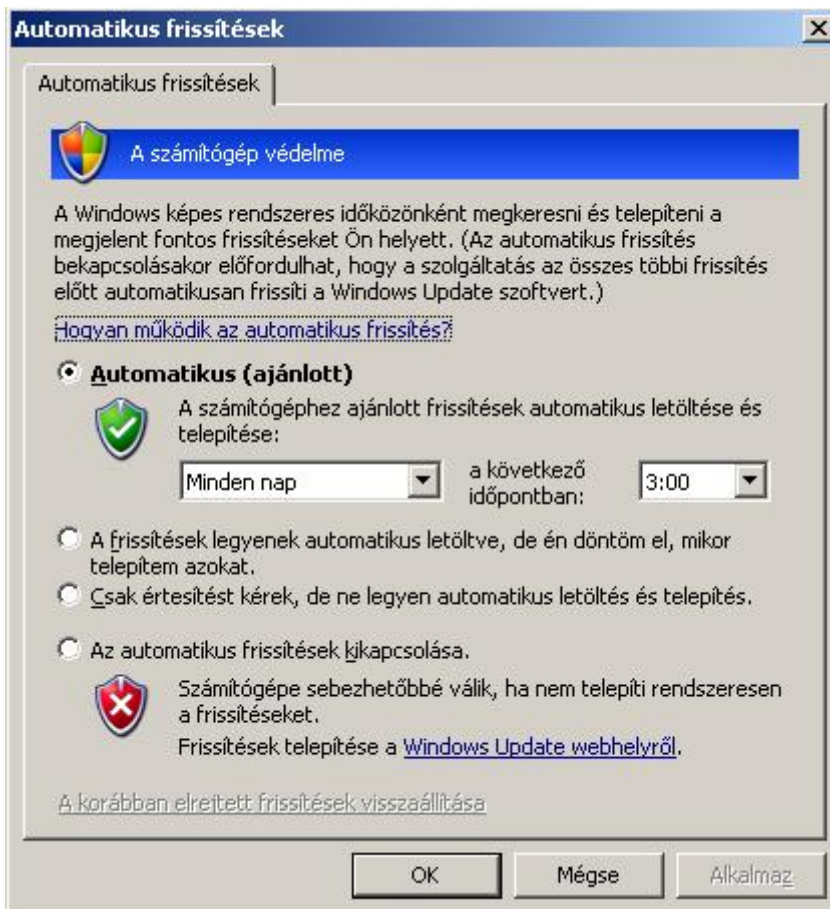 Automatikus frissítések
Automatikus frissítések
A számítógép védelme
A Windows képes rendszeres időközönként megkeresni és telepíteni a
megjelent fontos frissítéseket Ön helyett. (Az automatikus frissítés
bekapcsolásakor előfordulhat, hogy a szolgáltatás az összes többi frissítés
előtt automatikusan frissíti a Windows Update szoftvert.)
Hogyan működik az automatikus frissítés?
Automatikus (ajánlott)
A számítógéphez ajánlott frissítések automatikus letöltése és
telepítése:
Minden nap
a következő
időpontban:
3:00
A frissítések legyenek automatikus letöltve, de én döntöm el, mikor
telepítem azokat.
Csak értesítést kérek, de ne legyen automatikus letöltés és telepítés.
Az automatikus frissítések kikapcsolása.
Számítógépe sebezhetőbbé válik, ha nem telepíti rendszeresen
a frissítéseket.
Frissítések telepítése a Windows Update webhelyről.
A korábban elrejtett frissítések visszaállítása
OK
Mégse
Alkalmaz